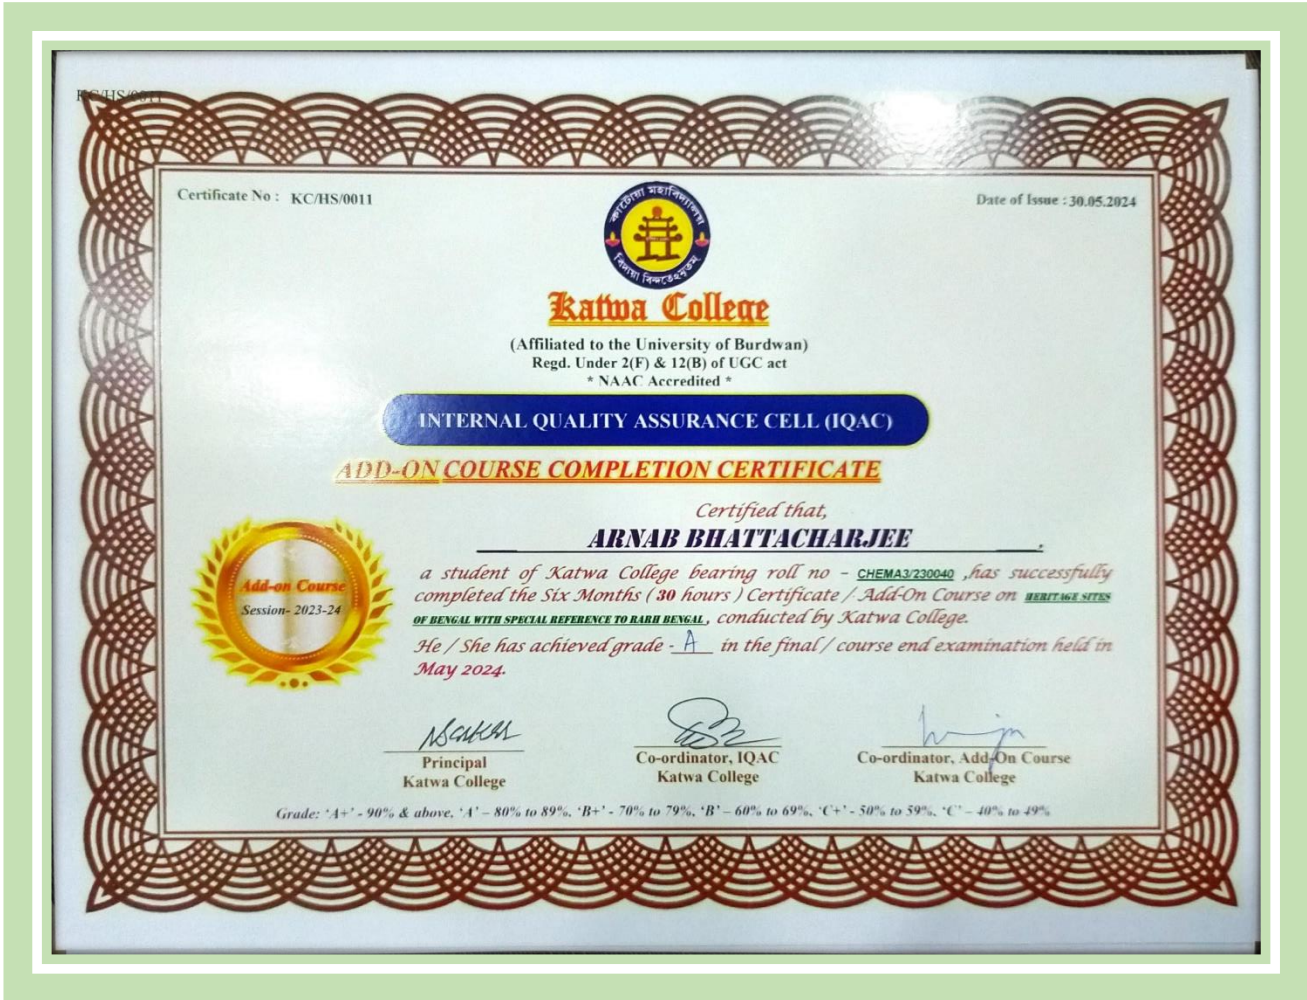 KC/HS/0011
Certificate No : KC/HS/0011
Date of Issue : 30.05.2024
কাটোয়া মহাবিদ্যালয়
Katwa College
(Affiliated to the University of Burdwan)
Regd. Under 2(F) & 12(B) of UGC act
* NAAC Accredited *
INTERNAL QUALITY ASSURANCE CELL (IQAC)
ADD-ON COURSE COMPLETION CERTIFICATE
Certified that,
ARNAB BHATTACHARJEE,
a student of Katwa College bearing roll no – CHEMA3/230040 ,has successfully
completed the Six Months ( 30 hours ) Certificate / Add-On Course on HERITAGE SITES
OF BENGAL WITH SPECIAL REFERENCE TO RARH BENGAL, conducted by Katwa College.
He / She has achieved grade - A in the final / course end examination held in
May 2024.
Add-on Course
Session- 2023-24
Principal
Katwa College
Co-ordinator, IQAC
Katwa College
Co-ordinator, Add-On Course
Katwa College
Grade: 'A+' - 90% & above, 'A' – 80% to 89%, 'B+' - 70% to 79%, 'B' – 60% to 69%, 'C+' - 50% to 59%, 'C' – 40% to 49%